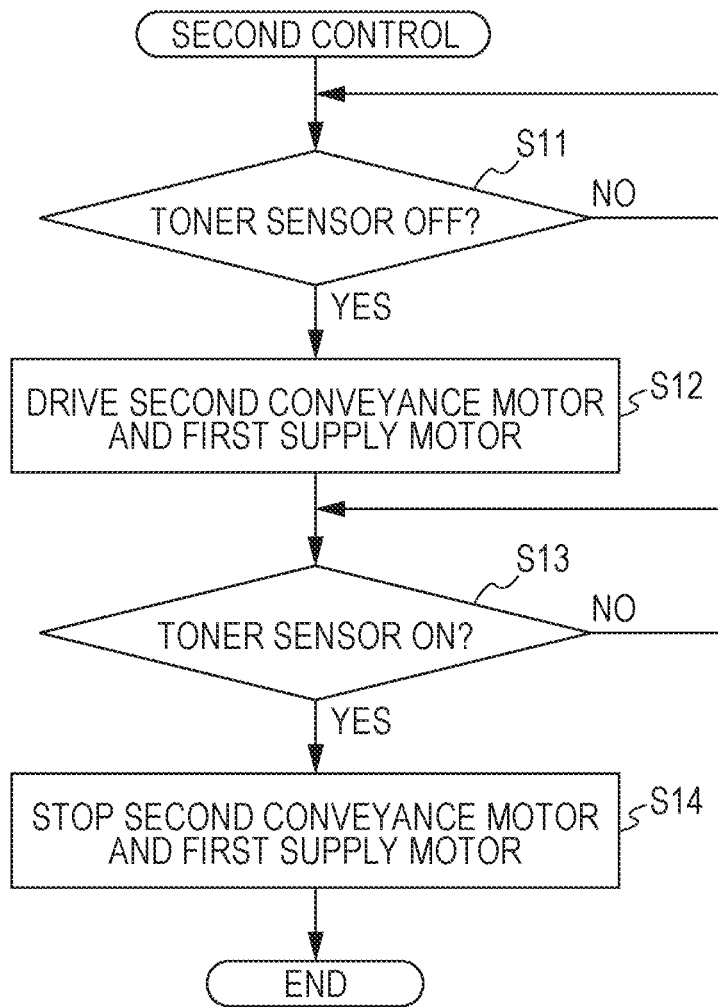 SECOND CONTROL
S11
TONER SENSOR OFF?
NO
YES
DRIVE SECOND CONVEYANCE MOTOR
AND FIRST SUPPLY MOTOR
S12
S13
TONER SENSOR ON?
NO
YES
STOP SECOND CONVEYANCE MOTOR
AND FIRST SUPPLY MOTOR
S14
END